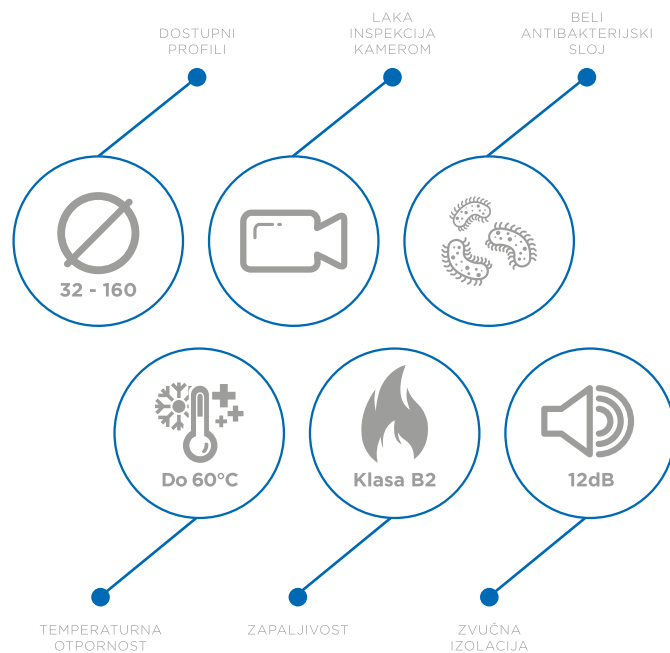 DOSTUPNI
PROFILI
LAKA
INSPEKCIJA
KAMEROM
BELI
ANTIBAKTERIJSKI
SLOJ
32 - 160
Do 60°C
Klasa B2
12dB
TEMPERATURNA
OTPORNOST
ZAPALJIVOST
ZVUČNA
IZOLACIJA